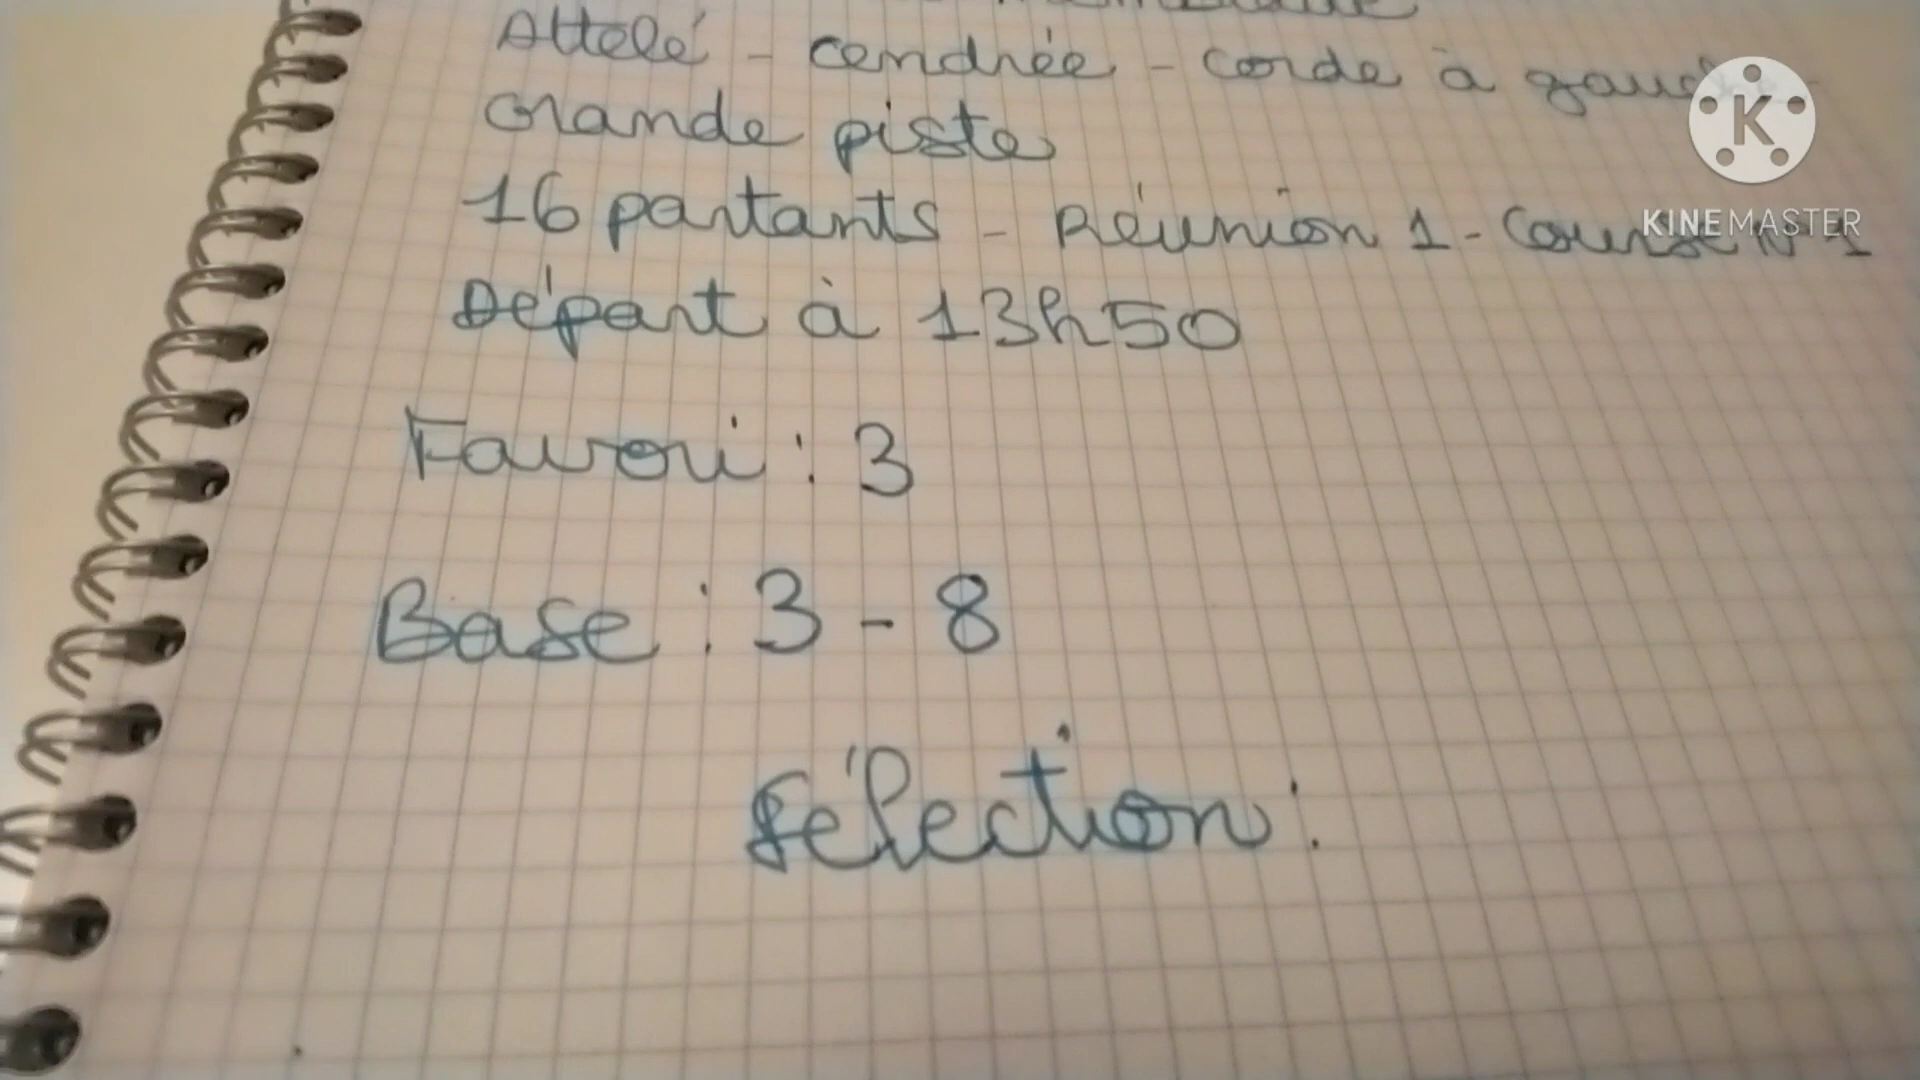 Attelé - cendrée - corde à gauche -
Grande piste
16 partants - Réunion 1 - Course N°1
Départ à 13h50
Favori : 3
Base : 3 - 8
Sélection :
K
KINEMASTER